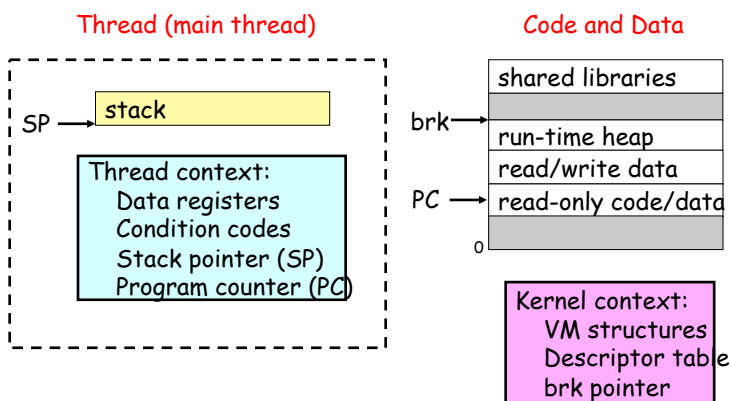 Thread (main thread)
stack
SP
Thread context:
Data registers
Condition codes
Stack pointer (SP)
Program counter (PC)
Code and Data
shared libraries
brk
run-time heap
read/write data
PC
read-only code/data
0
Kernel context:
VM structures
Descriptor table
brk pointer